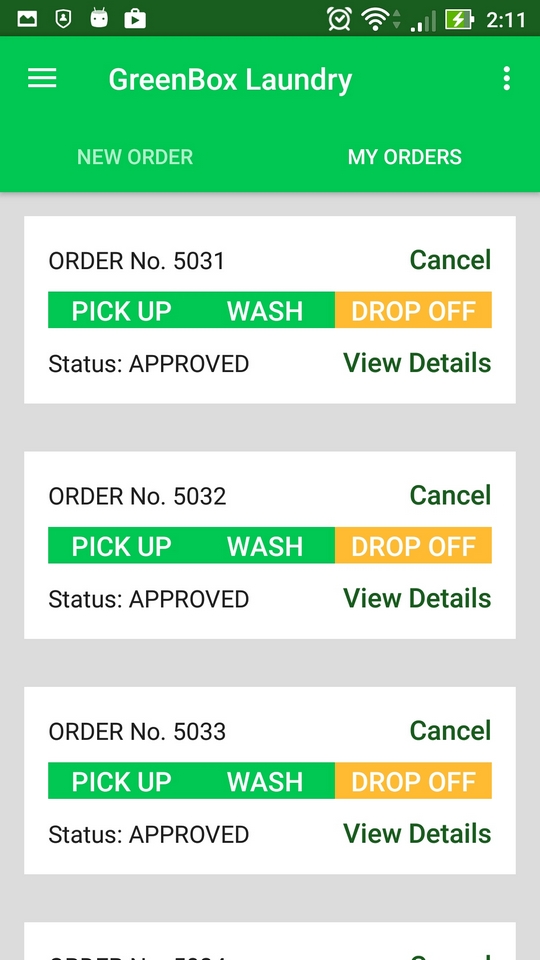 2:11
GreenBox Laundry
NEW ORDER MY ORDERS
ORDER No. 5031 Cancel
PICK UP WASH DROP OFF
Status: APPROVED View Details
ORDER No. 5032 Cancel
PICK UP WASH DROP OFF
Status: APPROVED View Details
ORDER No. 5033 Cancel
PICK UP WASH DROP OFF
Status: APPROVED View Details